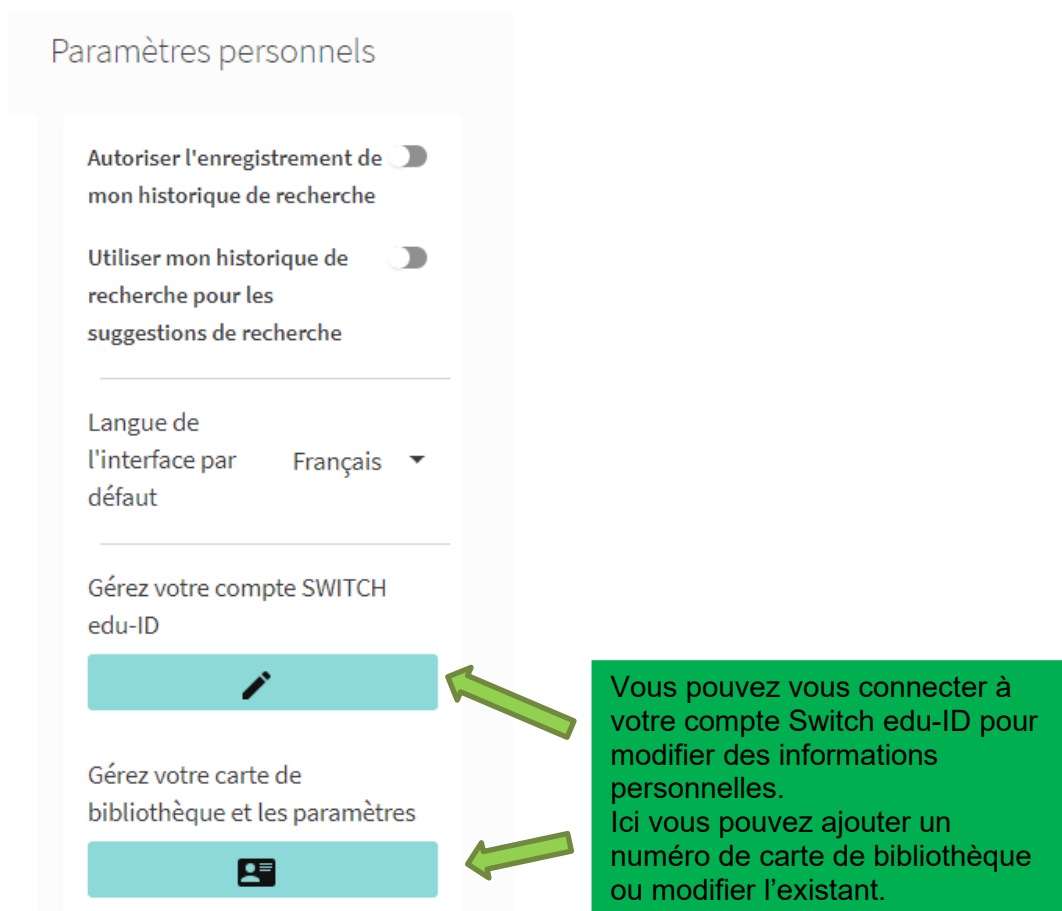 Paramètres personnels
Autoriser l'enregistrement de
mon historique de recherche
Utiliser mon historique de
recherche pour les
suggestions de recherche
Langue de
l'interface par
défaut
Français
Gérez votre compte SWITCH
edu-ID
Gérez votre carte de
bibliothèque et les paramètres
Vous pouvez vous connecter à
votre compte Switch edu-ID pour
modifier des informations
personnelles.
Ici vous pouvez ajouter un
numéro de carte de bibliothèque
ou modifier l’existant.